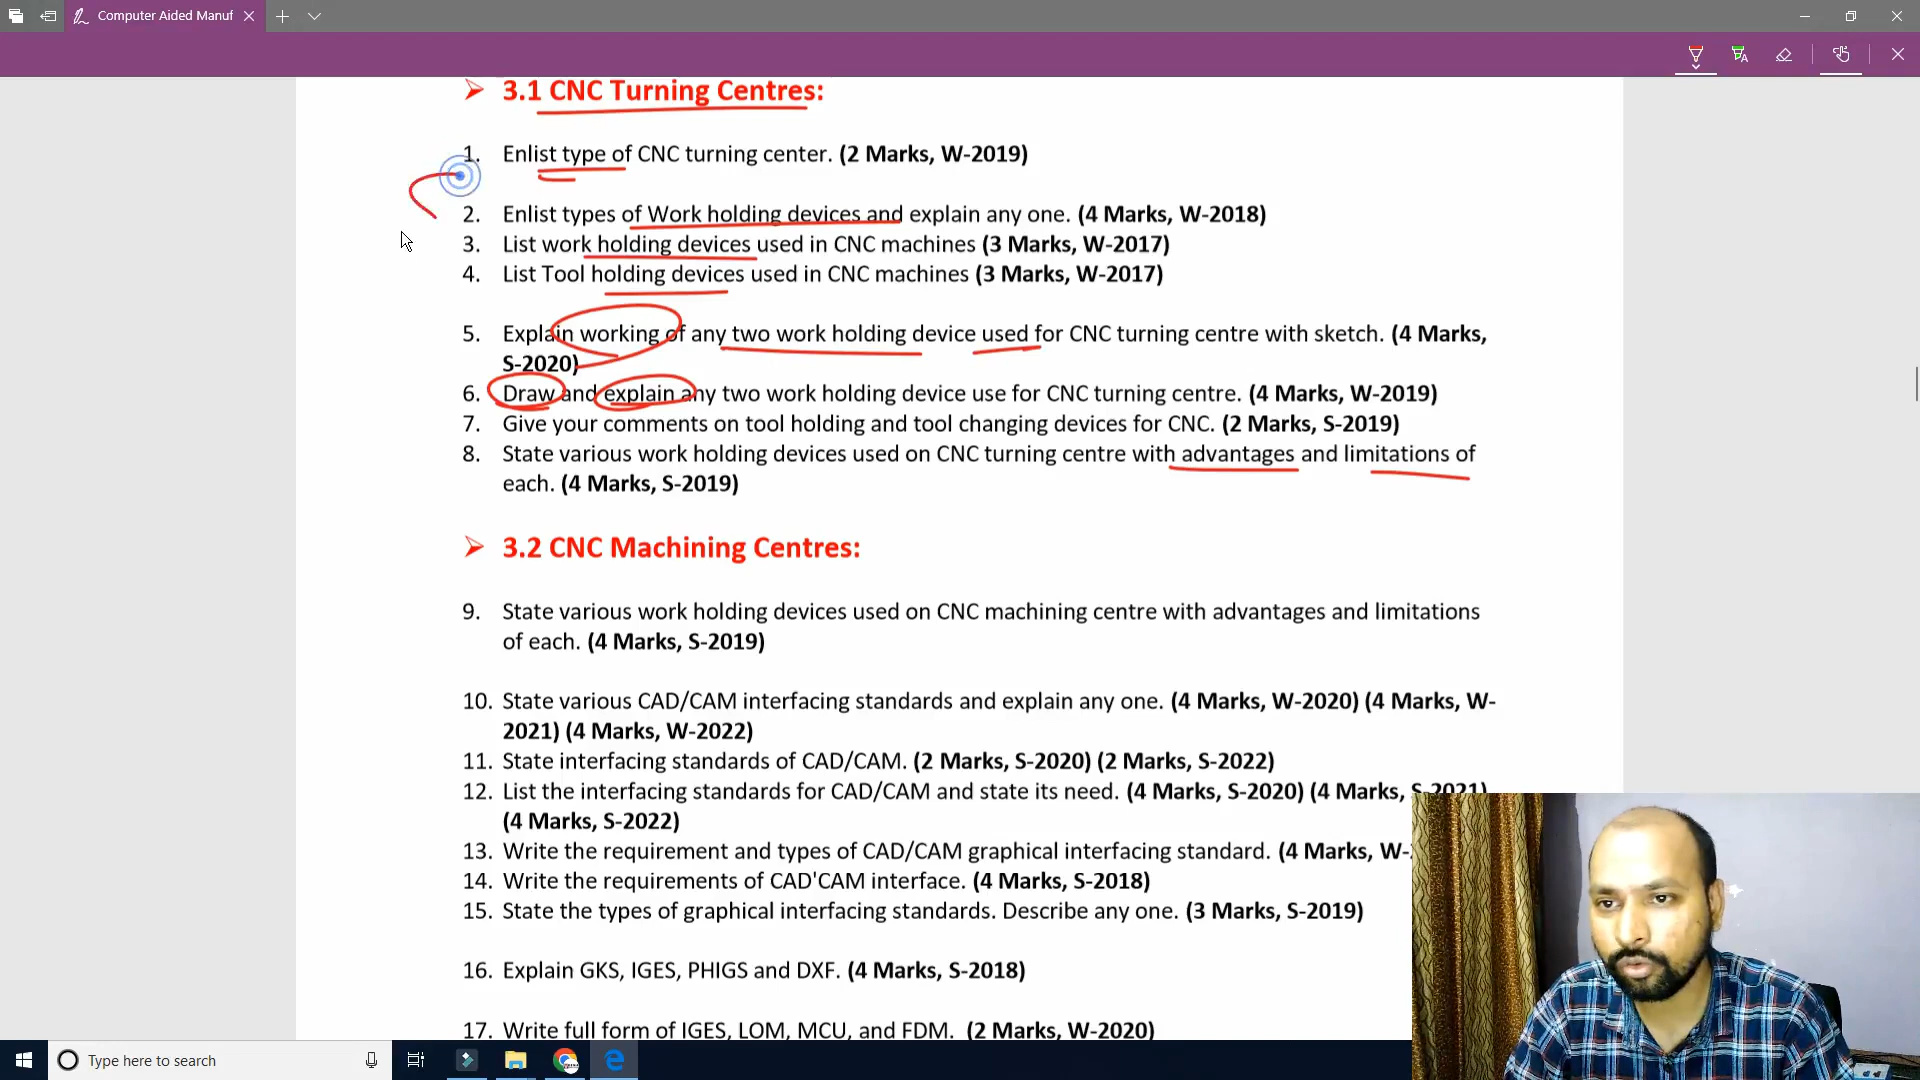 Computer Aided Manuf
3.1 CNC Turning Centres:
1. Enlist type of CNC turning center. (2 Marks, W-2019)
2. Enlist types of Work holding devices and explain any one. (4 Marks, W-2018)
3. List work holding devices used in CNC machines (3 Marks, W-2017)
4. List Tool holding devices used in CNC machines (3 Marks, W-2017)
5. Explain working of any two work holding device used for CNC turning centre with sketch. (4 Marks,
S-2020)
6. Draw and explain any two work holding device use for CNC turning centre. (4 Marks, W-2019)
7. Give your comments on tool holding and tool changing devices for CNC. (2 Marks, S-2019)
8. State various work holding devices used on CNC turning centre with advantages and limitations of
each. (4 Marks, S-2019)
3.2 CNC Machining Centres:
9. State various work holding devices used on CNC machining centre with advantages and limitations
of each. (4 Marks, S-2019)
10. State various CAD/CAM interfacing standards and explain any one. (4 Marks, W-2020) (4 Marks, W-
2021) (4 Marks, W-2022)
11. State interfacing standards of CAD/CAM. (2 Marks, S-2020) (2 Marks, S-2022)
12. List the interfacing standards for CAD/CAM and state its need. (4 Marks, S-2020) (4 Marks, S-2021)
(4 Marks, S-2022)
13. Write the requirement and types of CAD/CAM graphical interfacing standard. (4 Marks, W-
14. Write the requirements of CAD'CAM interface. (4 Marks, S-2018)
15. State the types of graphical interfacing standards. Describe any one. (3 Marks, S-2019)
16. Explain GKS, IGES, PHIGS and DXF. (4 Marks, S-2018)
17. Write full form of IGES, LOM, MCU, and FDM. (2 Marks, W-2020)
Type here to search